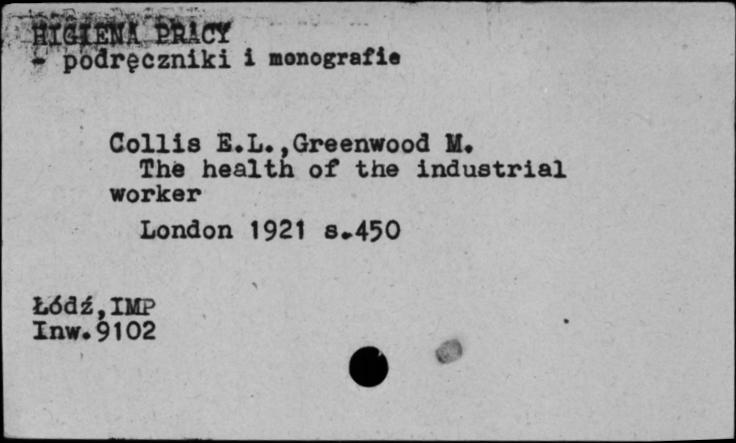 HIGIENA PRACY
- podręczniki i monografie
Collis E.L.,Greenwood M.
The health of the industrial
worker
London 1921 s.450
Łódź,IMP
Inw.9102